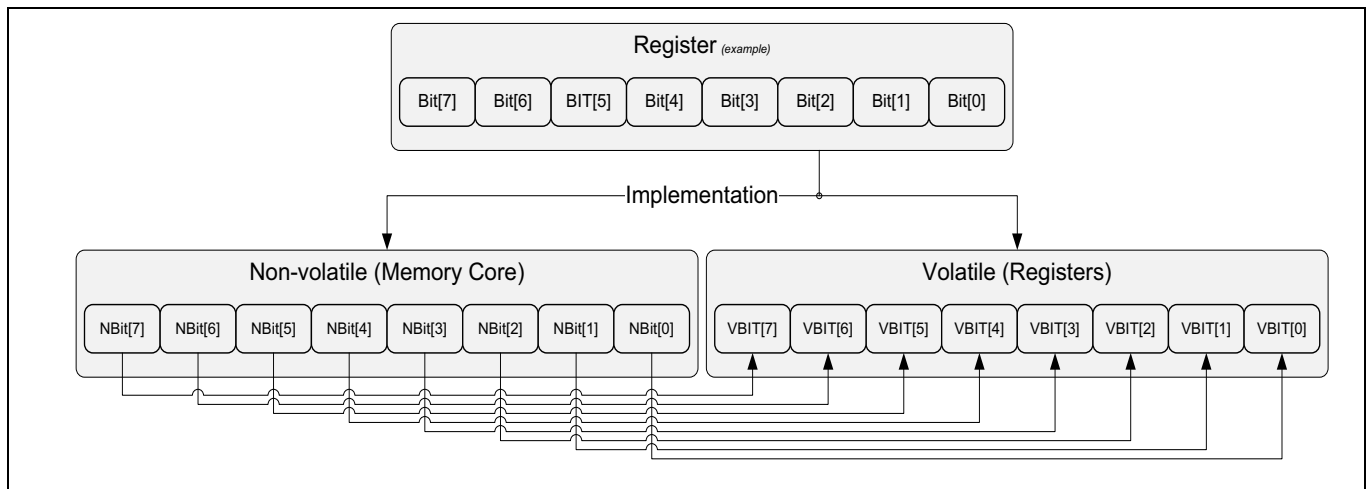 Register (example)
Bit[7] Bit[6] BIT[5] Bit[4] Bit[3] Bit[2] Bit[1] Bit[0]
Implementation
Non-volatile (Memory Core)
NBit[7] NBit[6] NBit[5] NBit[4] NBit[3] NBit[2] NBit[1] NBit[0]
Volatile (Registers)
VBIT[7] VBIT[6] VBIT[5] VBIT[4] VBIT[3] VBIT[2] VBIT[1] VBIT[0]